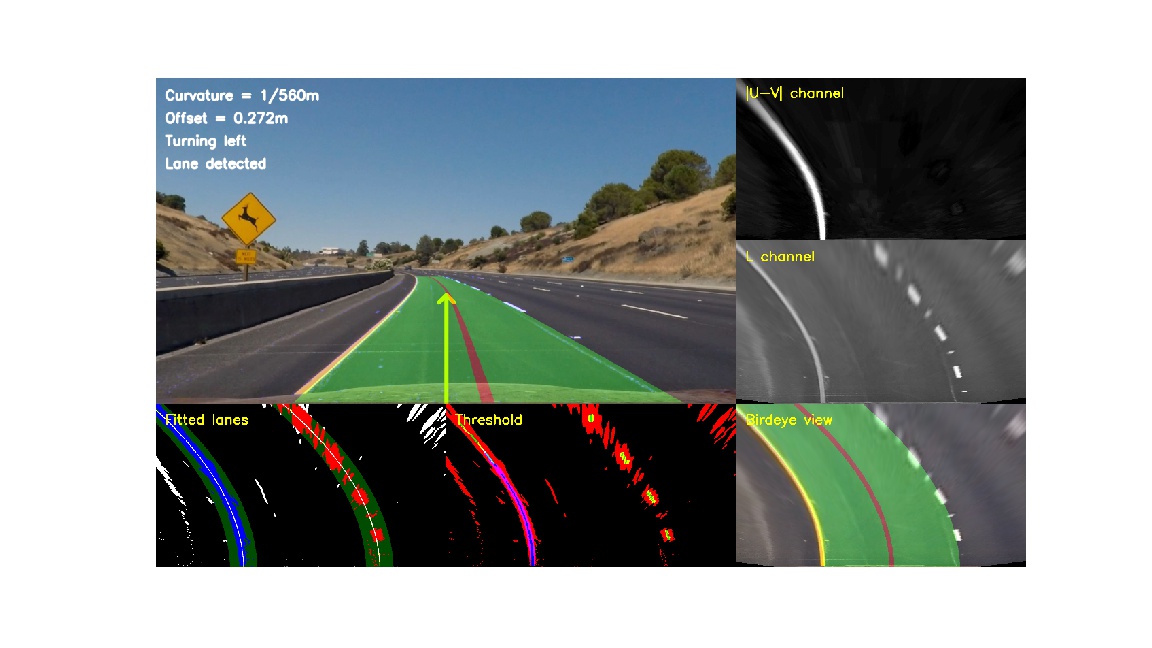 Curvature = 1/560m
Offset = 0.272m
Turning left
Lane detected
|U-V| channel
L channel
Fitted lanes
Threshold
Birdeye view